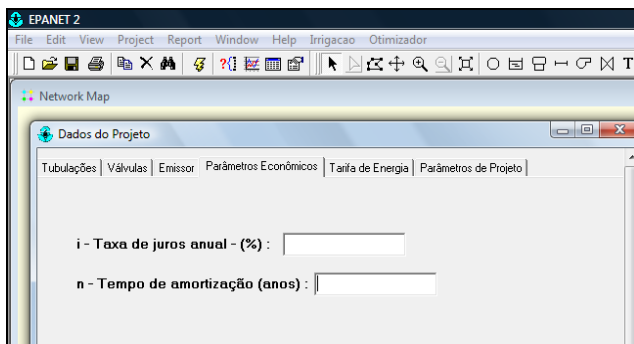 EPANET 2
File Edit View Project Report Window Help Irrigacao Otimizador
Network Map
Dados do Projeto
Tubulações Válvulas Emissor Parâmetros Econômicos Tarifa de Energia Parâmetros de Projeto
i - Taxa de juros anual - (%) :
n - Tempo de amortização (anos) :